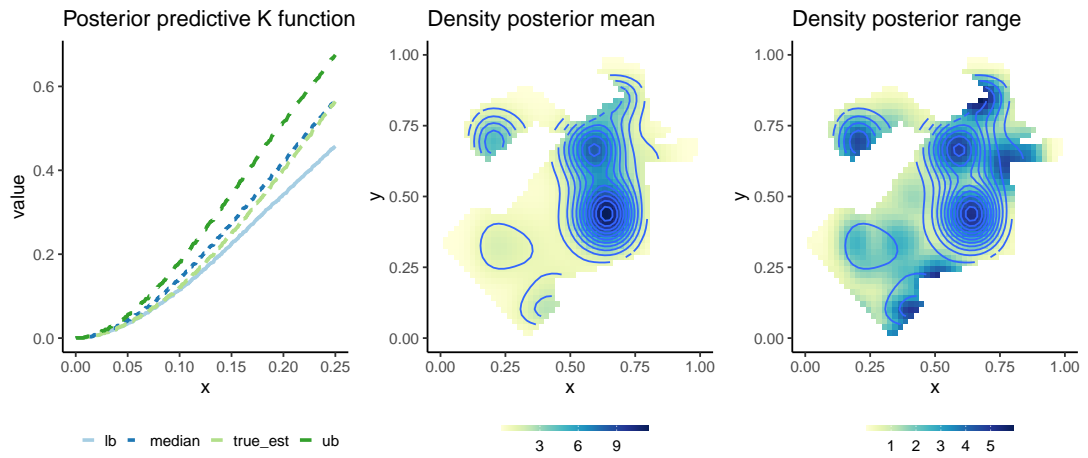 Posterior predictive K function
Density posterior mean
Density posterior range
value
0.6
0.4
0.2
0.0
0.00 0.05 0.10 0.15 0.20 0.25
x
y
1.00
0.75
0.50
0.25
0.00
0.00 0.25 0.50 0.75 1.00
x
y
1.00
0.75
0.50
0.25
0.00
0.00 0.25 0.50 0.75 1.00
x
lb median true_est ub
3 6 9
1 2 3 4 5